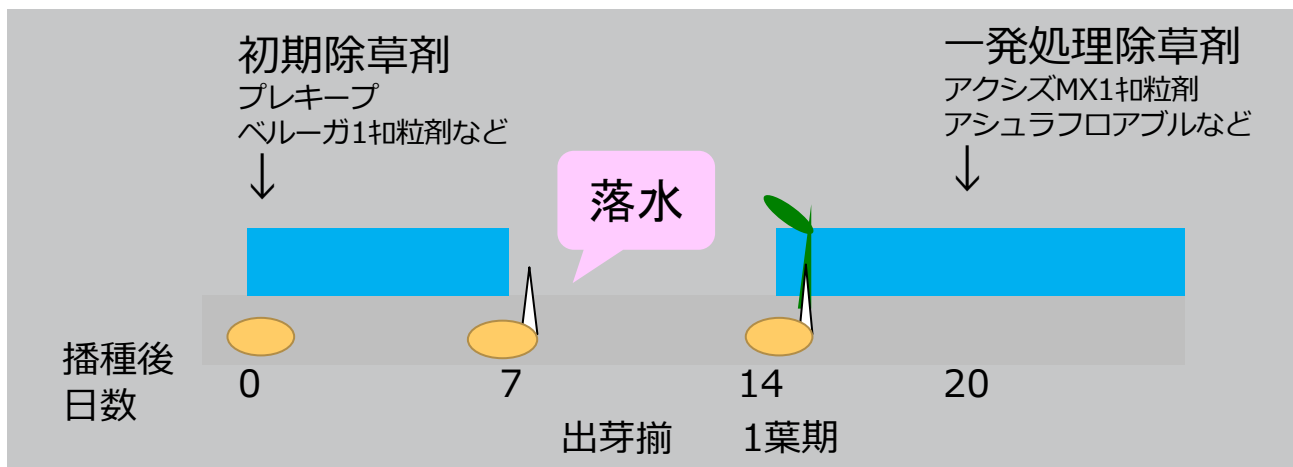 初期除草剤
プレキープ
ベルーガ1㌔粒剤など
↓
一発処理除草剤
アクシズMX1㌔粒剤
アシュラフロアブルなど
↓
落水
播種後
日数
0 7 14 20
出芽揃 1葉期